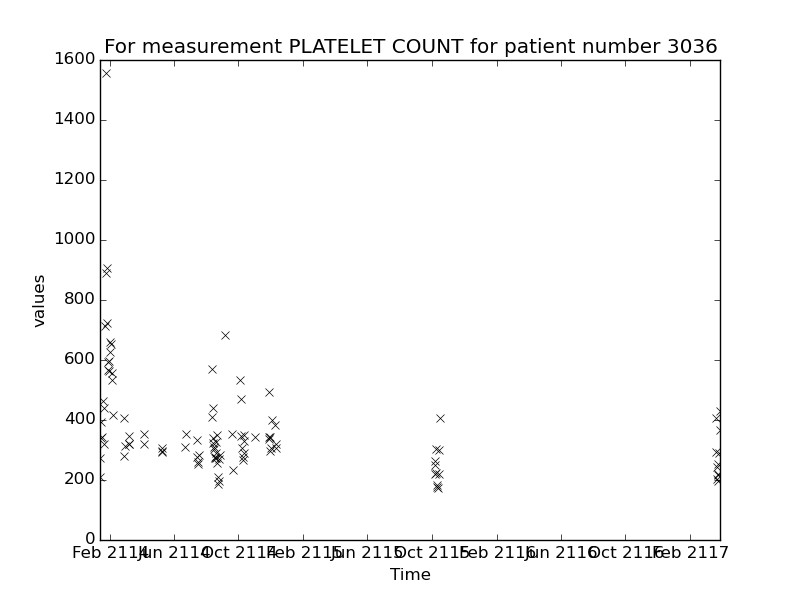 For measurement PLATELET COUNT for patient number 3036
1600
1400
1200
1000
800
600
400
200
0
values
Feb 2114 Jun 2114 Oct 2114 Feb 2115 Jun 2115 Oct 2115 Feb 2116 Jun 2116 Oct 2116 Feb 2117
Time